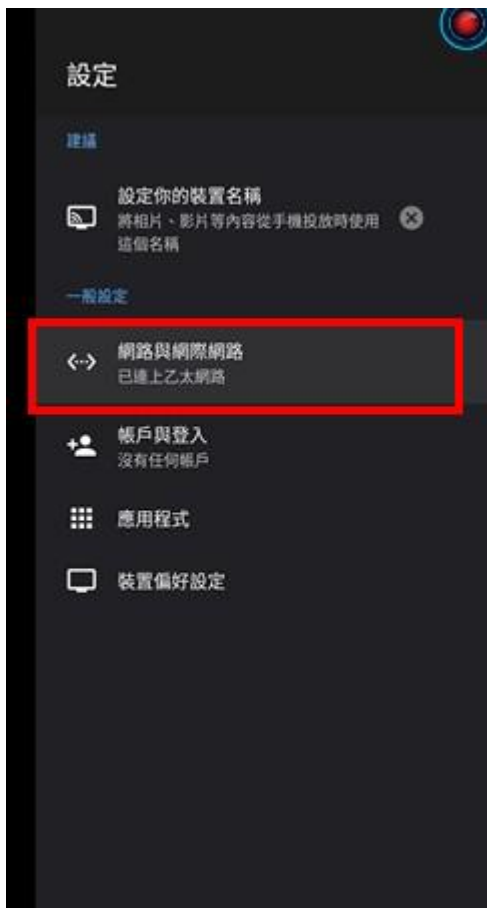 設定
建議
設定你的裝置名稱
將相片、影片等內容從手機投放時使用
這個名稱
一般設定
網路與網際網路
已連上乙太網路
帳戶與登入
沒有任何帳戶
應用程式
裝置偏好設定